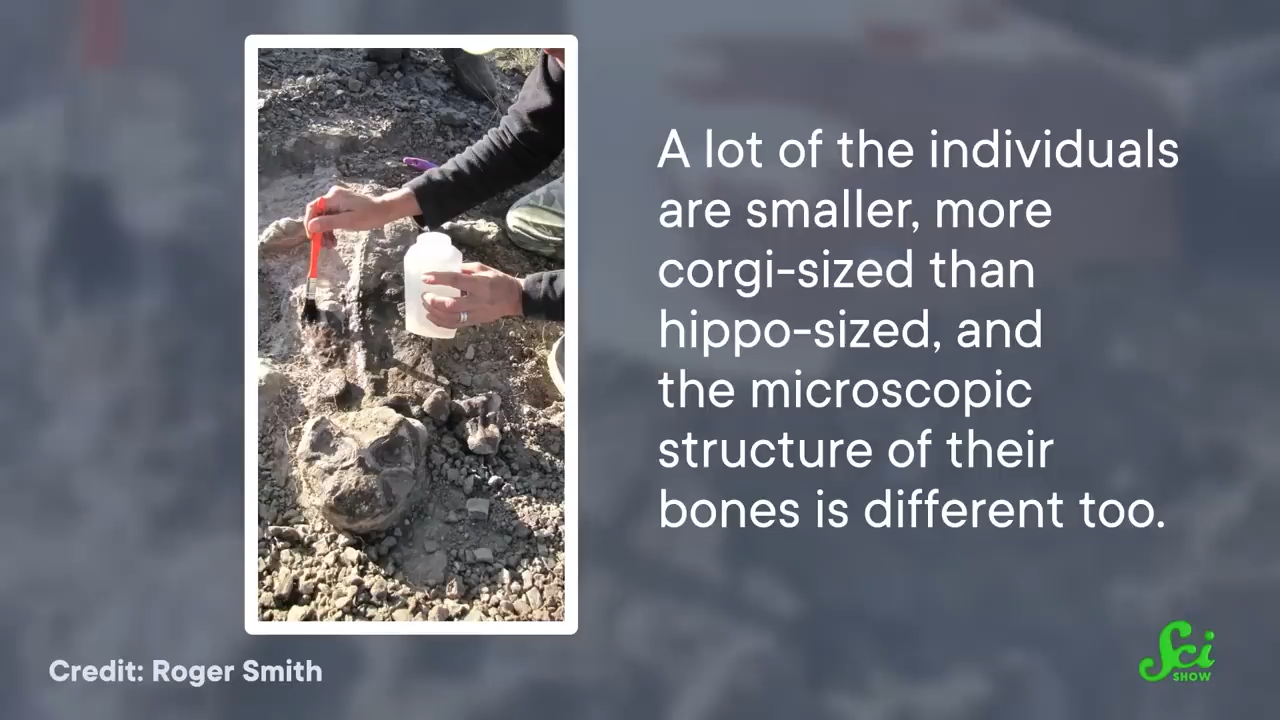 A lot of the individuals
are smaller, more
corgi-sized than
hippo-sized, and
the microscopic
structure of their
bones is different too.
Credit: Roger Smith
Sci
SHOW